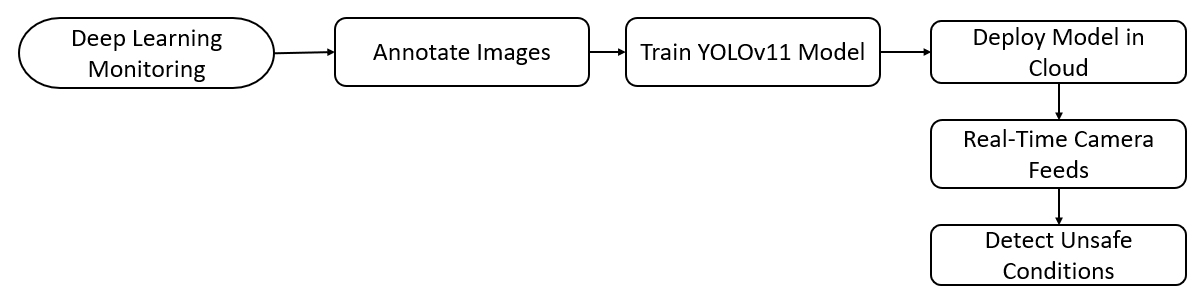 Deep Learning
Monitoring
Annotate Images
Train YOLOv11 Model
Deploy Model in
Cloud
Real-Time Camera
Feeds
Detect Unsafe
Conditions